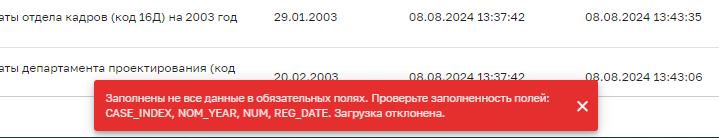 аты отдела кадров (код 16Д) на 2003 год 29.01.2003 08.08.2024 13:37:42 08.08.2024 13:43:35
аты департамента проектирования (код
20.02.2003 08.08.2024 13:37:42 08.08.2024 13:43:06
Заполнены не все данные в обязательных полях. Проверьте заполненность полей:
CASE_INDEX, NOM_YEAR, NUM, REG_DATE. Загрузка отклонена.